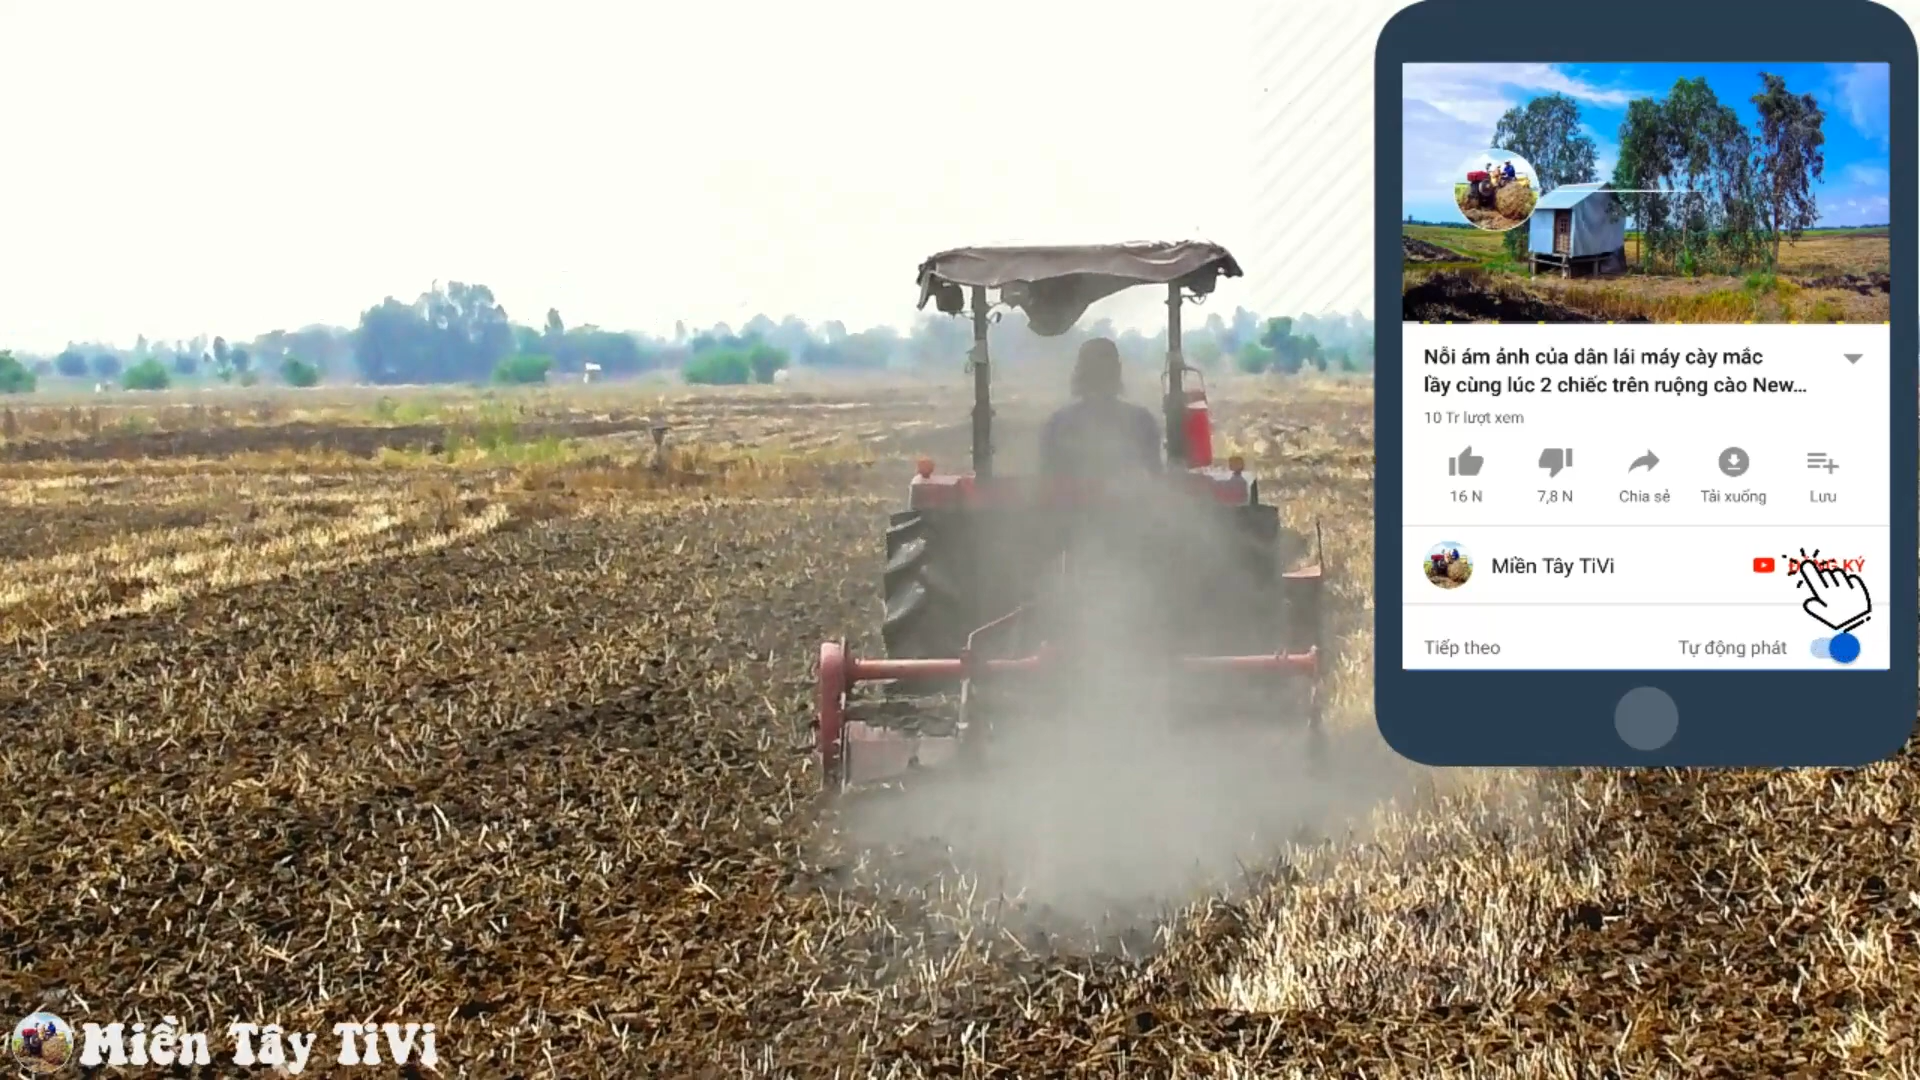 Nỗi ám ảnh của dân lái máy cày mắc
lầy cùng lúc 2 chiếc trên ruộng cào New...
10 Tr lượt xem
16 N
7,8 N
Chia sẻ
Tải xuống
Lưu
Miền Tây TiVi
KÝ
Tiếp theo
Tự động phát
Miền Tây TiVi